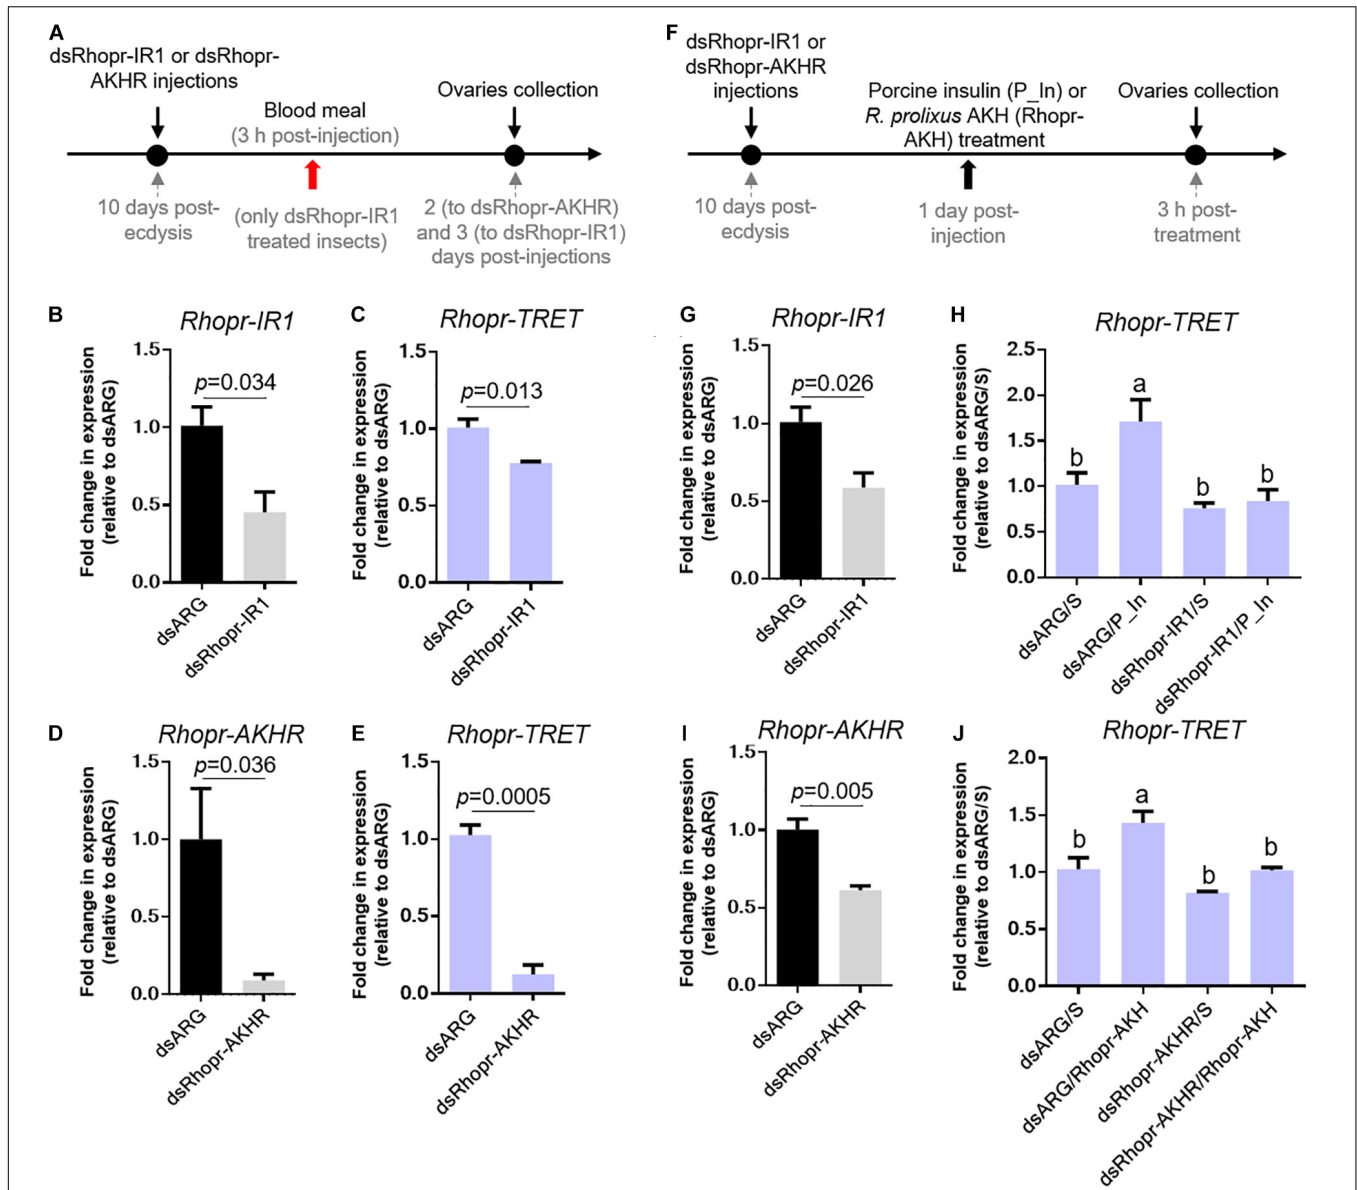 A
dsRhopr-IR1 or dsRhopr-
AKHR injections
Blood meal
(3 h post-injection)
Ovaries collection
10 days post-
ecdysis
(only dsRhopr-IR1
treated insects)
2 (to dsRhopr-AKHR)
and 3 (to dsRhopr-IR1)
days post-injections
F
dsRhopr-IR1 or
dsRhopr-AKHR
injections
Porcine insulin (P_In) or
R. prolixus AKH (Rhopr-
AKH) treatment
Ovaries collection
10 days post-
ecdysis
1 day post-
injection
3 h post-
treatment
B
Rhopr-IR1
Fold change in expression
(relative to dsARG)
1.5
1.0
0.5
0.0
p=0.034
dsARG
dsRhopr-IR1
C
Rhopr-TRET
Fold change in expression
(relative to dsARG)
1.5
1.0
0.5
0.0
p=0.013
dsARG
dsRhopr-IR1
G
Rhopr-IR1
Fold change in expression
(relative to dsARG)
1.5
1.0
0.5
0.0
p=0.026
dsARG
dsRhopr-IR1
H
Rhopr-TRET
Fold change in expression
(relative to dsARG/S)
2.5
2.0
1.5
1.0
0.5
0.0
b
a
b
b
dsARG/S
dsARG/P_In
dsRhopr-IR1/S
dsRhopr-IR1/P_In
D
Rhopr-AKHR
Fold change in expression
(relative to dsARG)
1.5
1.0
0.5
0.0
p=0.036
dsARG
dsRhopr-AKHR
E
Rhopr-TRET
Fold change in expression
(relative to dsARG)
1.5
1.0
0.5
0.0
p=0.0005
dsARG
dsRhopr-AKHR
I
Rhopr-AKHR
Fold change in expression
(relative to dsARG)
1.5
1.0
0.5
0.0
p=0.005
dsARG
dsRhopr-AKHR
J
Rhopr-TRET
Fold change in expression
(relative to dsARG/S)
2.0
1.5
1.0
0.5
0.0
b
a
b
b
dsARG/S
dsARG/Rhopr-AKH
dsRhopr-AKHR/S
dsRhopr-AKHR/Rhopr-AKH